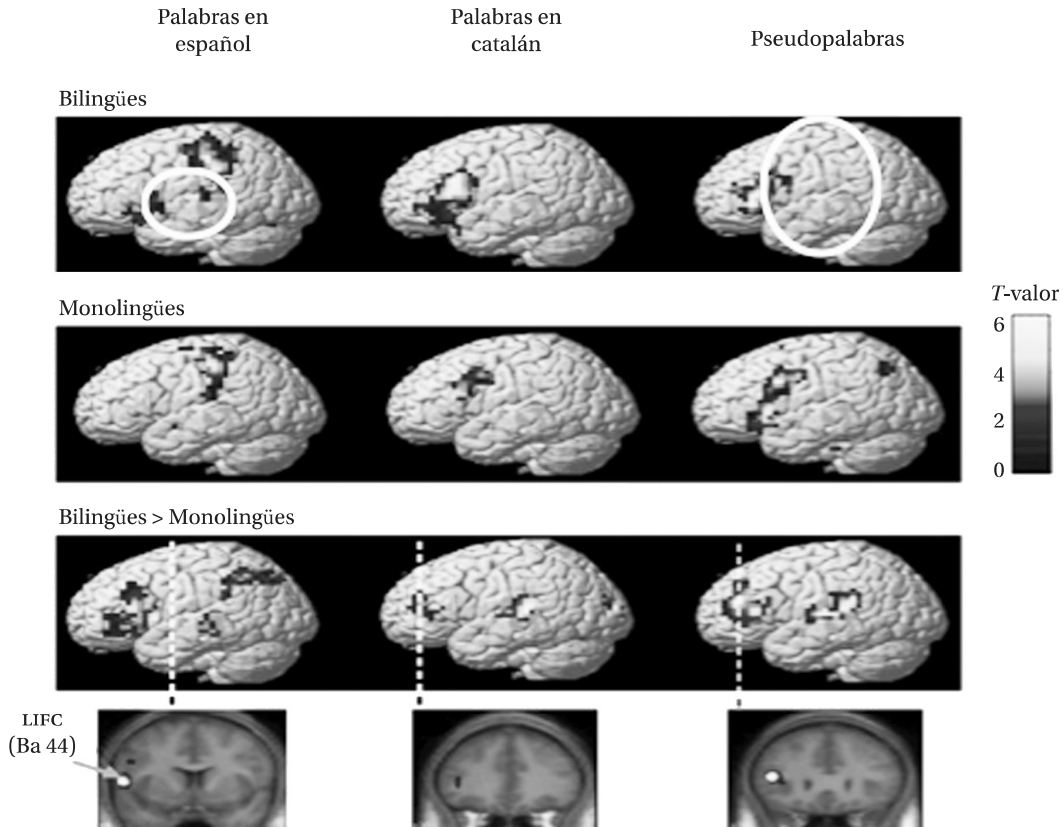 Palabras en
español
Palabras en
catalán
Pseudopalabras
Bilingües
Monolingües
T-valor
6
4
2
0
Bilingües > Monolingües
LIFC
(Ba 44)